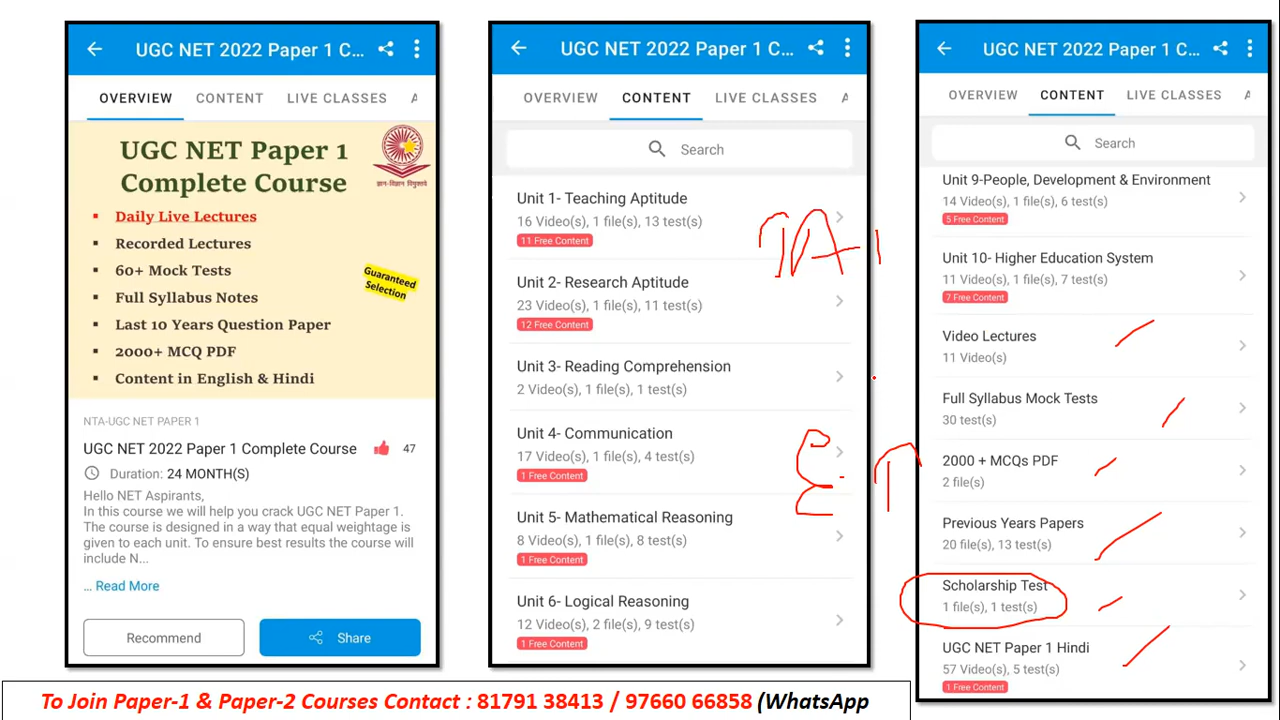 UGC NET 2022 Paper 1 C...
OVERVIEW CONTENT LIVE CLASSES
UGC NET Paper 1
Complete Course
Daily Live Lectures
Recorded Lectures
60+ Mock Tests
Full Syllabus Notes
Last 10 Years Question Paper
2000+ MCQ PDF
Content in English & Hindi
Guaranteed
Selection
ज्ञान-विज्ञान विमुक्तये
NTA-UGC NET PAPER 1
UGC NET 2022 Paper 1 Complete Course
47
Duration: 24 MONTH(S)
Hello NET Aspirants,
In this course we will help you crack UGC NET Paper 1.
The course is designed in a way that equal weightage is
given to each unit. To ensure best results the course will
include N...
... Read More
Recommend Share
UGC NET 2022 Paper 1 C...
OVERVIEW CONTENT LIVE CLASSES
Search
Unit 1- Teaching Aptitude
16 Video(s), 1 file(s), 13 test(s)
11 Free Content
Unit 2- Research Aptitude
23 Video(s), 1 file(s), 11 test(s)
12 Free Content
Unit 3- Reading Comprehension
2 Video(s), 1 file(s), 1 test(s)
Unit 4- Communication
17 Video(s), 1 file(s), 4 test(s)
1 Free Content
Unit 5- Mathematical Reasoning
8 Video(s), 1 file(s), 8 test(s)
1 Free Content
Unit 6- Logical Reasoning
12 Video(s), 2 file(s), 9 test(s)
1 Free Content
UGC NET 2022 Paper 1 C...
OVERVIEW CONTENT LIVE CLASSES
Search
Unit 9-People, Development & Environment
14 Video(s), 1 file(s), 6 test(s)
5 Free Content
Unit 10- Higher Education System
11 Video(s), 1 file(s), 7 test(s)
7 Free Content
Video Lectures
11 Video(s)
Full Syllabus Mock Tests
30 test(s)
2000 + MCQs PDF
2 file(s)
Previous Years Papers
20 file(s), 13 test(s)
Scholarship Test
1 file(s), 1 test(s)
UGC NET Paper 1 Hindi
57 Video(s), 5 test(s)
1 Free Content
To Join Paper-1 & Paper-2 Courses Contact : 81791 38413 / 97660 66858 (WhatsApp